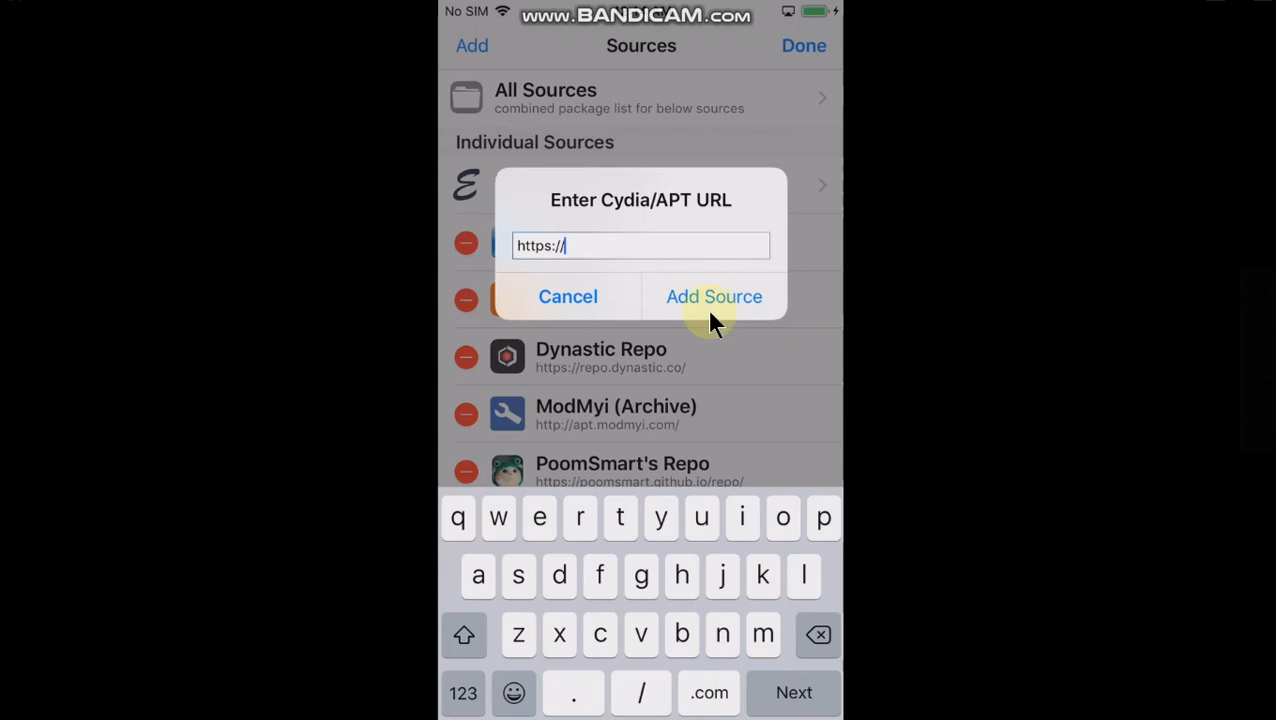 No SIM
www.BANDICAM.com
Add Sources Done
All Sources
combined package list for below sources
Individual Sources
E
Enter Cydia/APT URL
https://
Cancel Add Source
Dynastic Repo
https://repo.dynastic.co/
ModMyi (Archive)
http://apt.modmyi.com/
PoomSmart's Repo
https://poomsmart.github.io/repo/
q w e r t y u i o p
a s d f g h j k l
z x c v b n m
123 . / .com Next